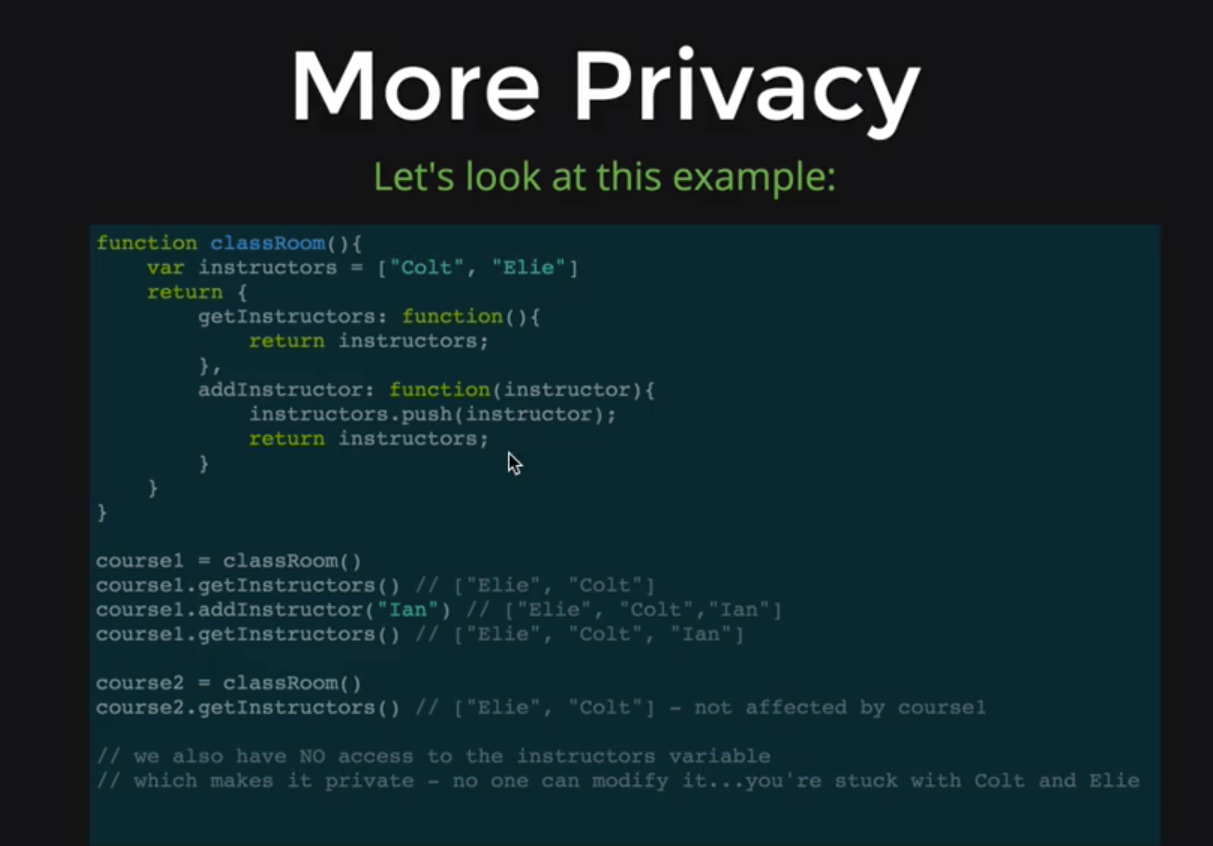 More Privacy
Let's look at this example:
function classRoom(){
    var instructors = ["Colt", "Elie"]
    return {
        getInstructors: function(){
            return instructors;
        },
        addInstructor: function(instructor){
            instructors.push(instructor);
            return instructors;
        }
    }
}
course1 = classRoom()
course1.getInstructors() // ["Elie", "Colt"]
course1.addInstructor("Ian") // ["Elie", "Colt","Ian"]
course1.getInstructors() // ["Elie", "Colt", "Ian"]
course2 = classRoom()
course2.getInstructors() // ["Elie", "Colt"] - not affected by course1
// we also have NO access to the instructors variable
// which makes it private - no one can modify it...you're stuck with Colt and Elie